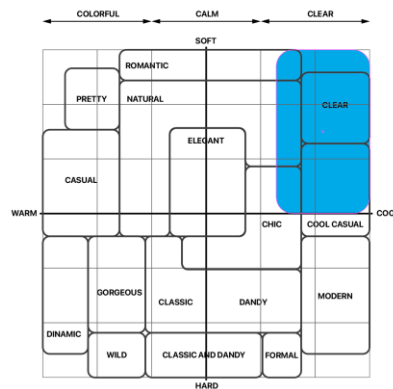 COLORFUL CALM CLEAR
SOFT
ROMANTIC
PRETTY NATURAL CLEAR
ELEGANT
CASUAL
WARM COO
CHIC COOL CASUAL
GORGEOUS CLASSIC DANDY MODERN
DINAMIC
WILD CLASSIC AND DANDY FORMAL
HARD